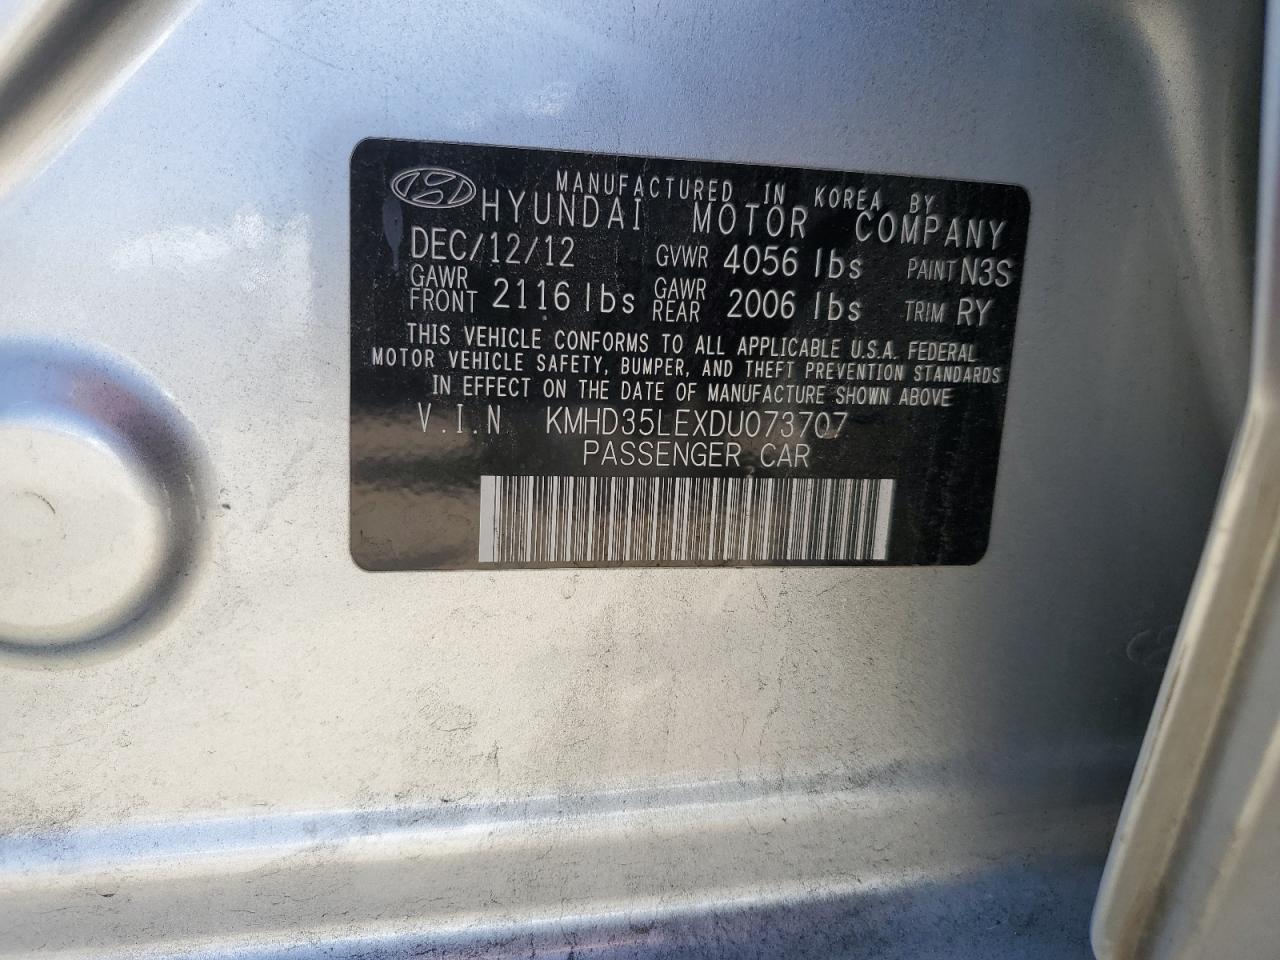 MANUFACTURED IN KOREA BY
HYUNDAI MOTOR COMPANY
DEC/12/12 GVWR 4056 lbs PAINT N3S
GAWR FRONT 2116 lbs GAWR REAR 2006 lbs TRIM RY
THIS VEHICLE CONFORMS TO ALL APPLICABLE U.S.A. FEDERAL
MOTOR VEHICLE SAFETY, BUMPER, AND THEFT PREVENTION STANDARDS
IN EFFECT ON THE DATE OF MANUFACTURE SHOWN ABOVE
V.I.N KMHD35LEXDU073707
PASSENGER CAR